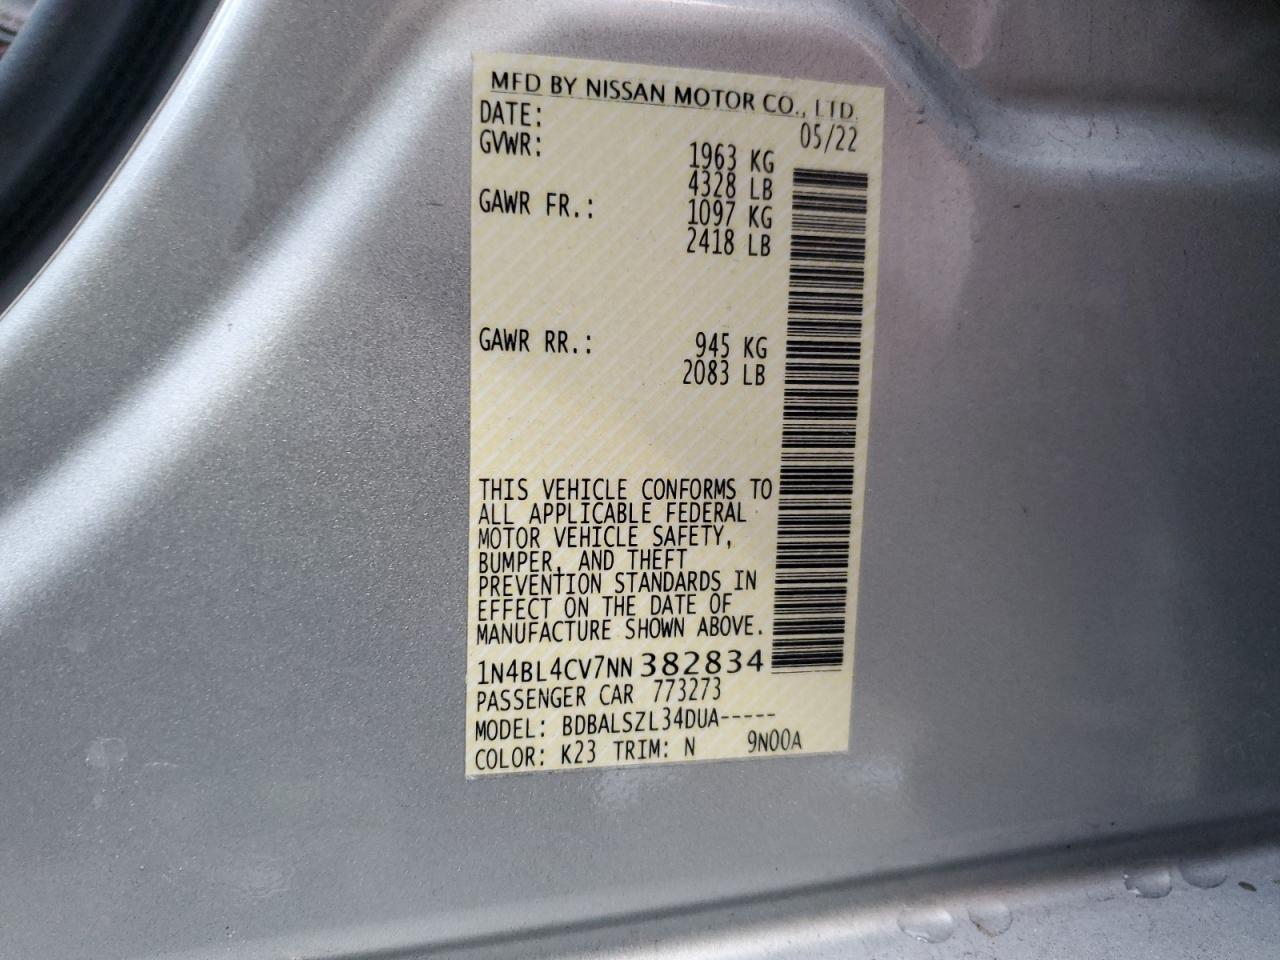 MFD BY NISSAN MOTOR CO., LTD.
DATE: 05/22
GVWR: 1963 KG
4328 LB
GAWR FR.: 1097 KG
2418 LB
GAWR RR.: 945 KG
2083 LB
THIS VEHICLE CONFORMS TO
ALL APPLICABLE FEDERAL
MOTOR VEHICLE SAFETY,
BUMPER, AND THEFT
PREVENTION STANDARDS IN
EFFECT ON THE DATE OF
MANUFACTURE SHOWN ABOVE.
1N4BL4CV7NN382834
PASSENGER CAR 773273
MODEL: BDBALSZL34DUA-----
COLOR: K23 TRIM: N 9N00A